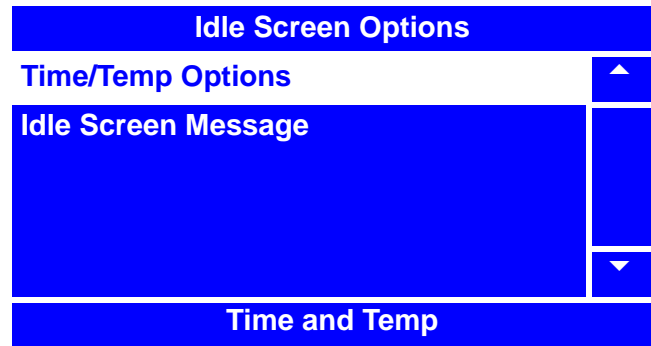 Idle Screen Options
Time/Temp Options
Idle Screen Message
Time and Temp